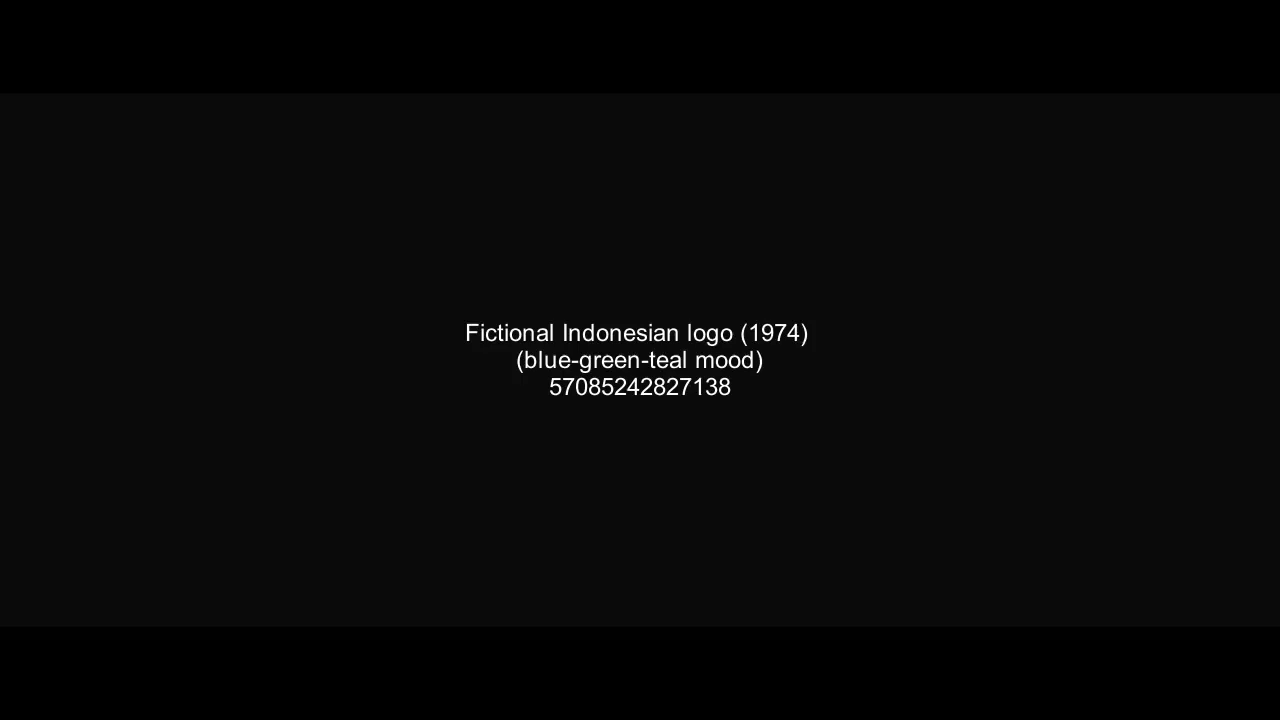 Fictional Indonesian logo (1974)
(blue-green-teal mood)
57085242827138